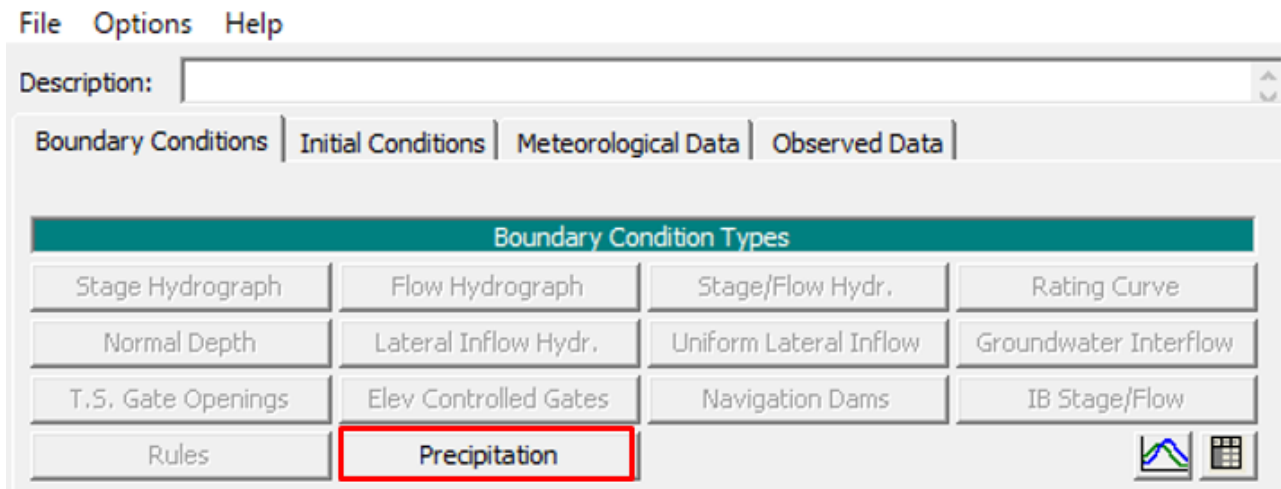 File Options Help
Description:
Boundary Conditions Initial Conditions Meteorological Data Observed Data
Boundary Condition Types
Stage Hydrograph Flow Hydrograph Stage/Flow Hydr. Rating Curve
Normal Depth Lateral Inflow Hydr. Uniform Lateral Inflow Groundwater Interflow
T.S. Gate Openings Elev Controlled Gates Navigation Dams IB Stage/Flow
Rules Precipitation